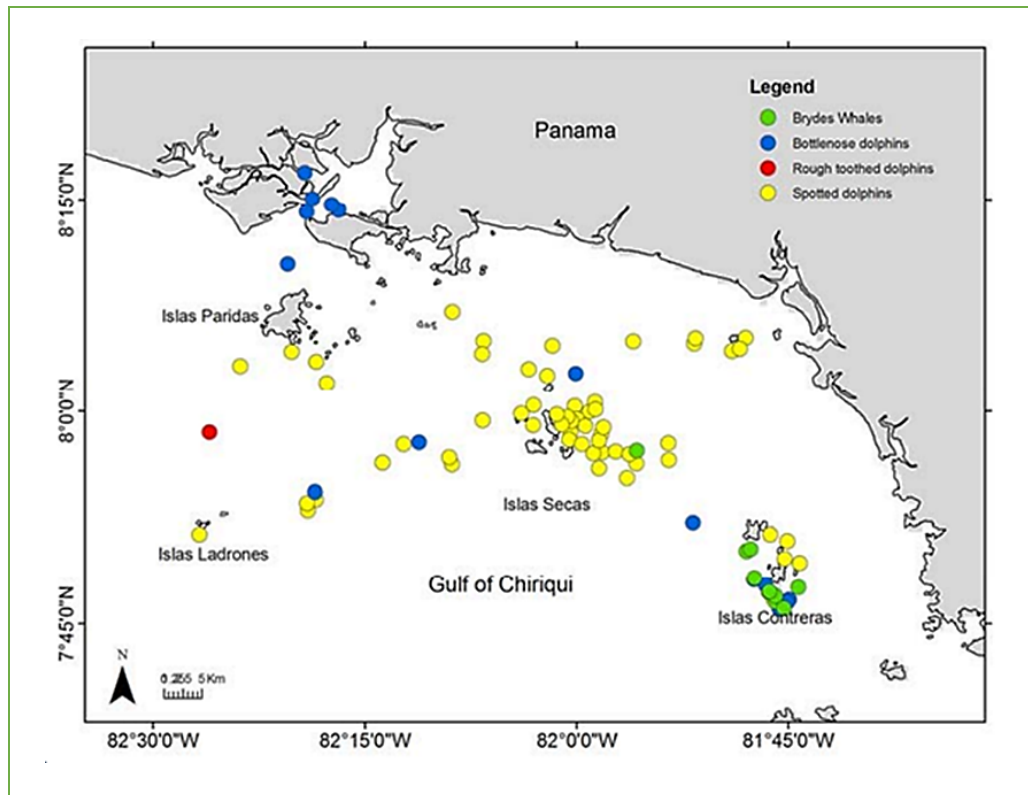 Legend
Brydes Whales
Bottlenose dolphins
Rough toothed dolphins
Spotted dolphins
Panama
8°15'0"N
Islas Paridas
8°0'0"N
Islas Secas
Islas Ladrones
Gulf of Chiriqui
Islas Contreras
7°45'0"N
N
5 Km
82°30'0"W
82°15'0"W
82°0'0"W
81°45'0"W